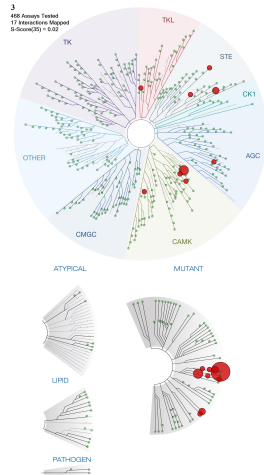 3
468 Assays Tested
17 Interactions Mapped
S-Score(35) = 0.02
TK
TKL
STE
CK1
OTHER
AGC
CMGC
CAMK
ATYPICAL
MUTANT
LIPID
PATHOGEN